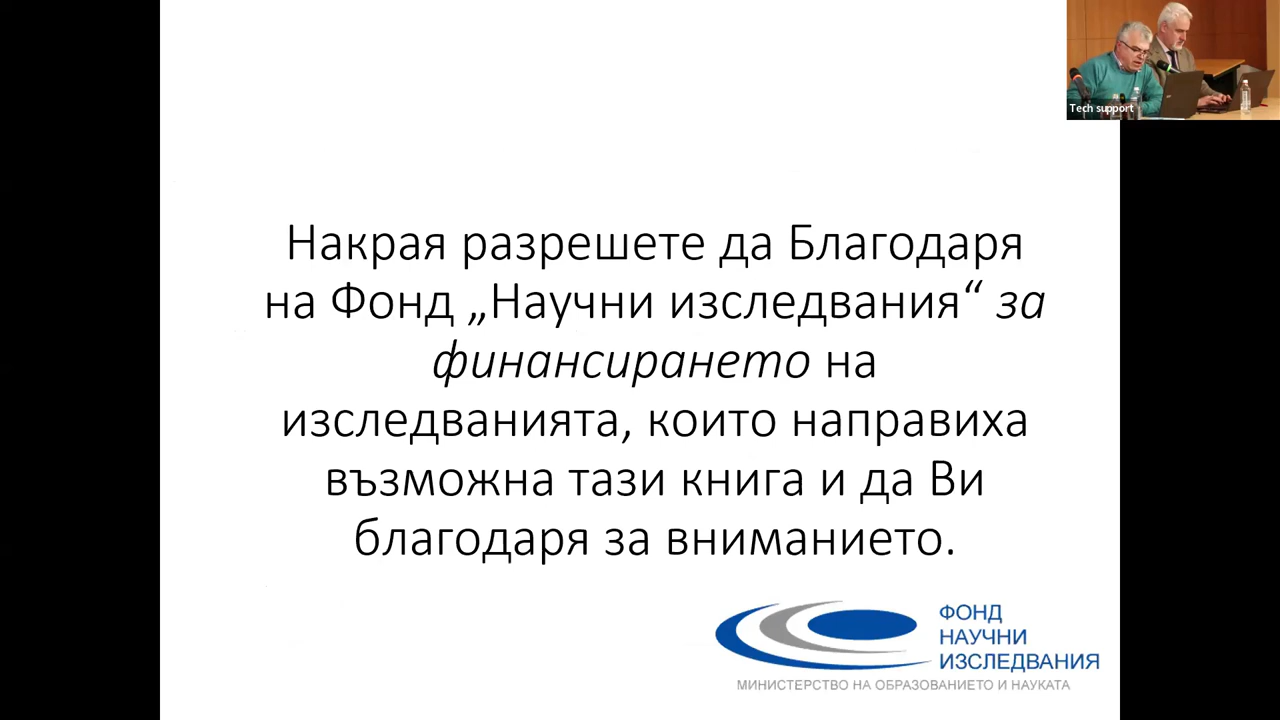 Tech support
Накрая разрешете да Благодаря
на Фонд „Научни изследвания“ за
финансирането на
изследванията, които направиха
възможна тази книга и да Ви
благодаря за вниманието.
ФОНД
НАУЧНИ
ИЗСЛЕДВАНИЯ
МИНИСТЕРСТВО НА ОБРАЗОВАНИЕТО И НАУКАТА